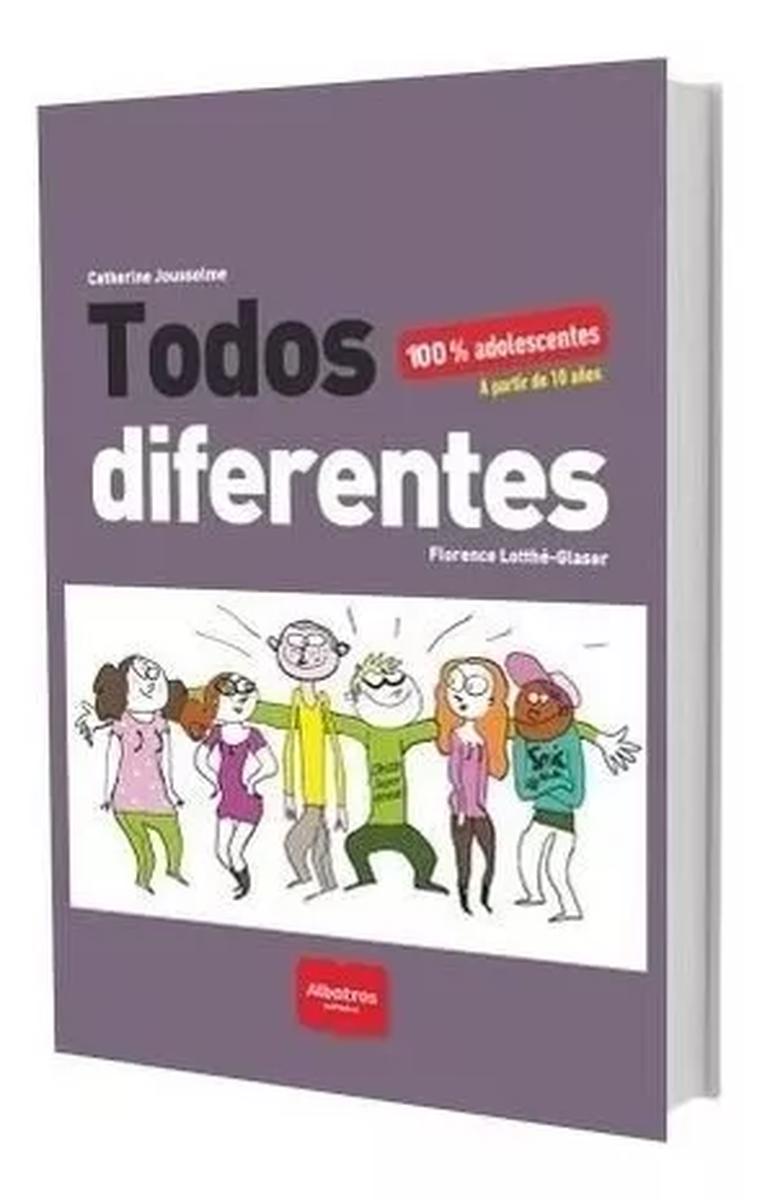 Catherine Jousselme
Todos
100% adolescentes
A partir de 10 años
diferentes
Florence Lotthé-Glaser
Albatros